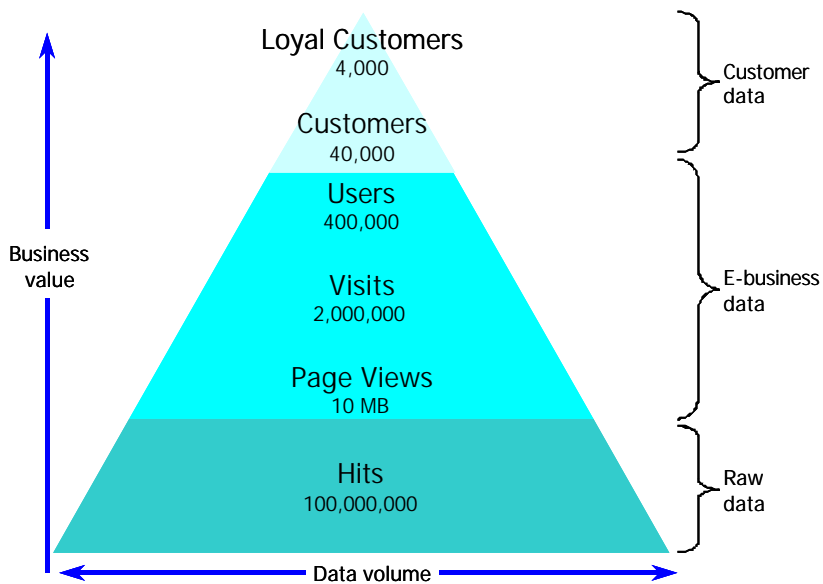 Loyal Customers
4,000
Customers
40,000
Users
400,000
Visits
2,000,000
Page Views
10 MB
Hits
100,000,000
Business
value
Data volume
Customer
data
E-business
data
Raw
data